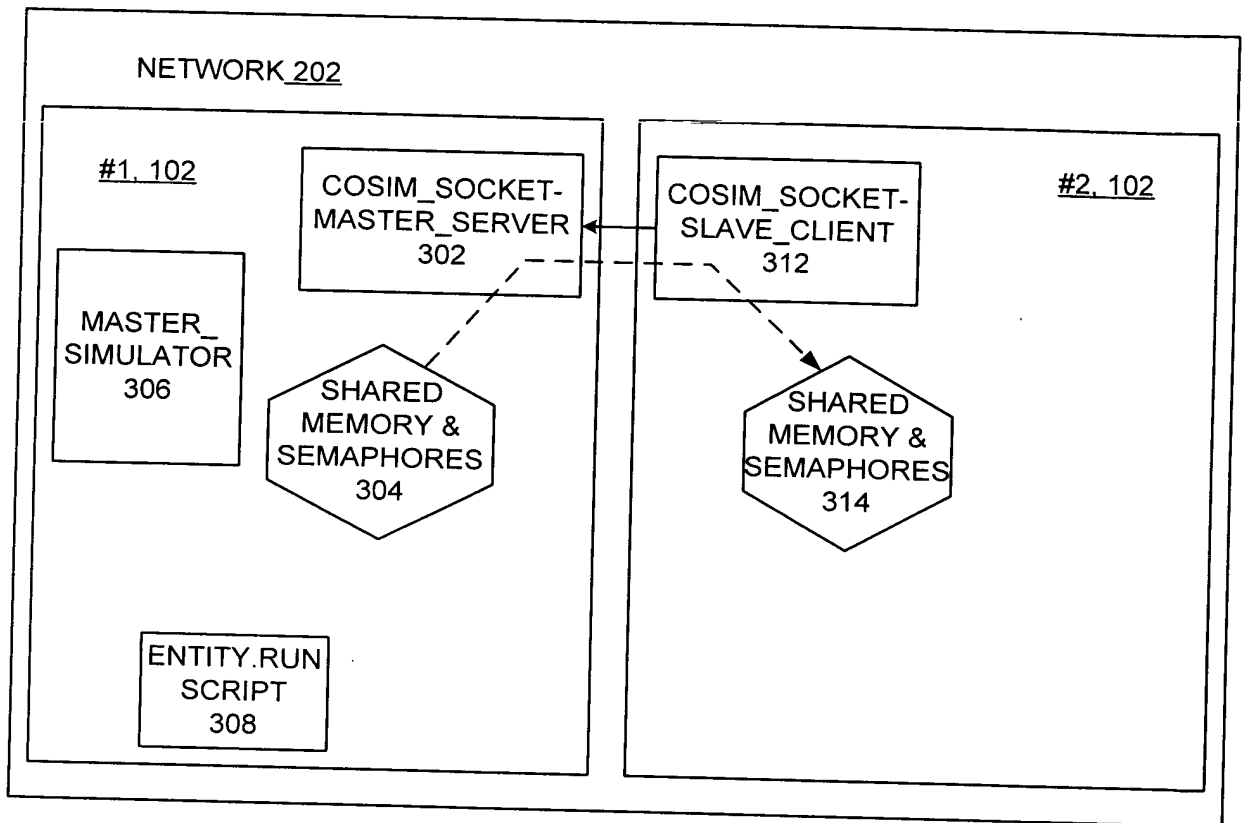 NETWORK 202
#1, 102
COSIM_SOCKET-
MASTER_SERVER
302
COSIM_SOCKET-
SLAVE_CLIENT
312
#2, 102
MASTER_
SIMULATOR
306
SHARED
MEMORY &
SEMAPHORES
304
SHARED
MEMORY &
SEMAPHORES
314
ENTITY.RUN
SCRIPT
308